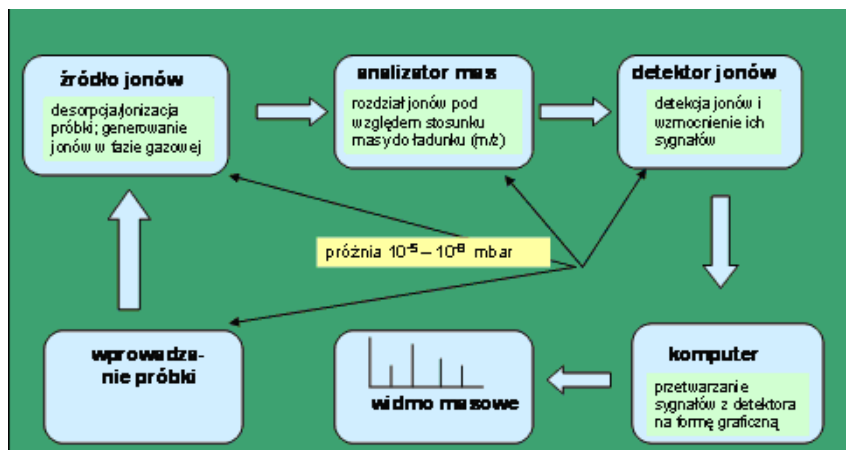 źródło jonów
desorpcja/jonizacja
próbki; generowanie
jonów w fazie gazowej
analizator mas
rozdział jonów pod
względem stosunku
masy do ładunku (m/z)
detektor jonów
detekcja jonów i
wzmocnienie ich
sygnałów
próżnia 10⁻⁵ – 10⁻⁸ mbar
wprowadza-
nie próbki
widmo masowe
komputer
przetwarzanie
sygnałów z detektora
na formę graficzną